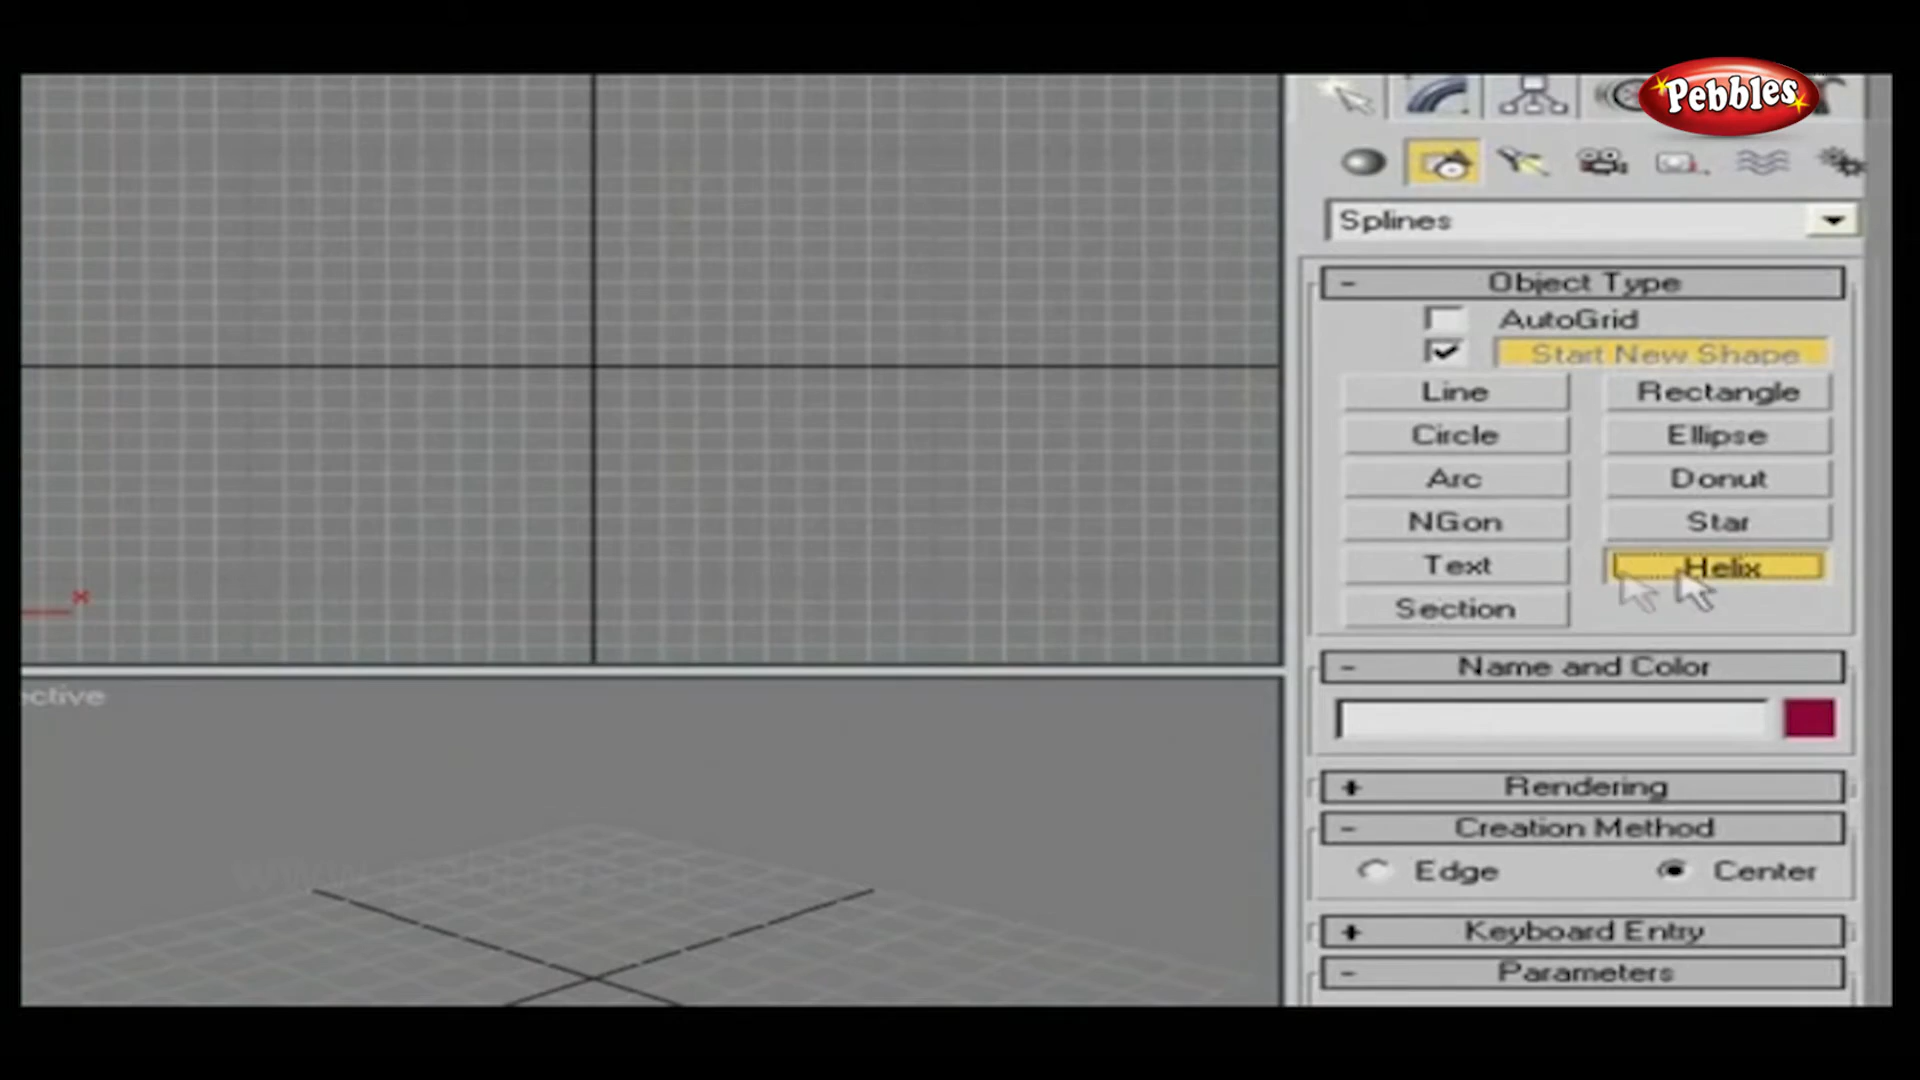 Pebbles
Splines
- Object Type
AutoGrid
Start New Shape
Line Rectangle
Circle Ellipse
Arc Donut
NGon Star
Text Helix
Section
- Name and Color
ective
+ Rendering
- Creation Method
Edge Center
+ Keyboard Entry
- Parameters
x